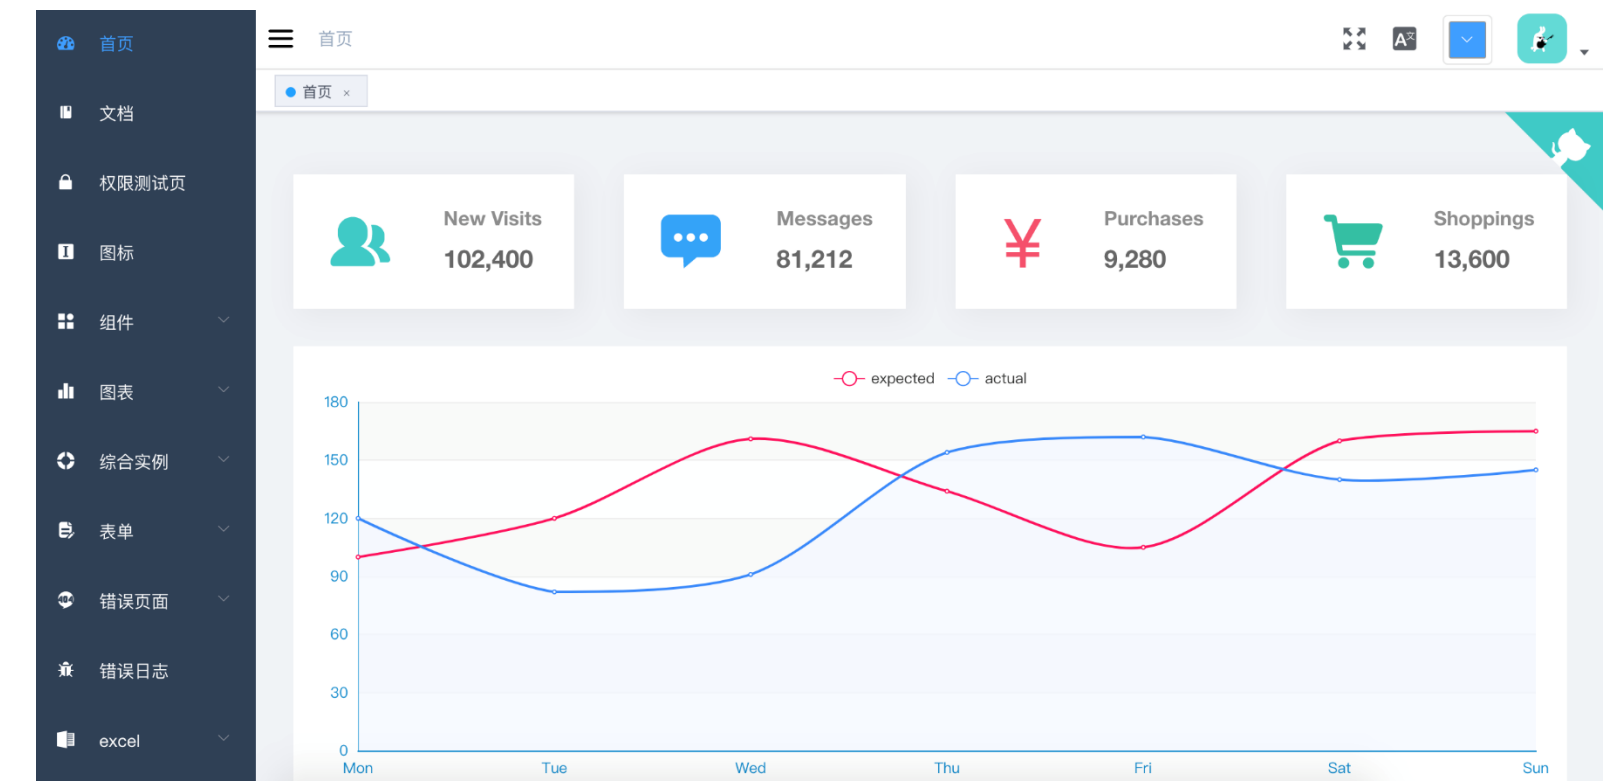 首页
文档
权限测试页
图标
组件
图表
综合实例
表单
404
错误页面
错误日志
excel
首页
首页 ×
New Visits
102,400
Messages
81,212
Purchases
9,280
Shoppings
13,600
expected
actual
180
150
120
90
60
30
0
Mon Tue Wed Thu Fri Sat Sun